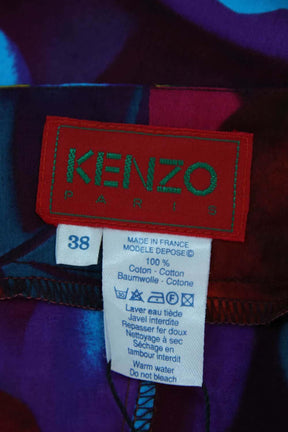 KENZO
PARIS
38
MADE IN FRANCE
MODELE DEPOSE©
100 %
Coton - Cotton
Baumwolle - Cotone
Laver eau tiède
Javel interdite
Repasser fer doux
Nettoyage à sec
Séchage en
tambour interdit
Warm water
Do not bleach